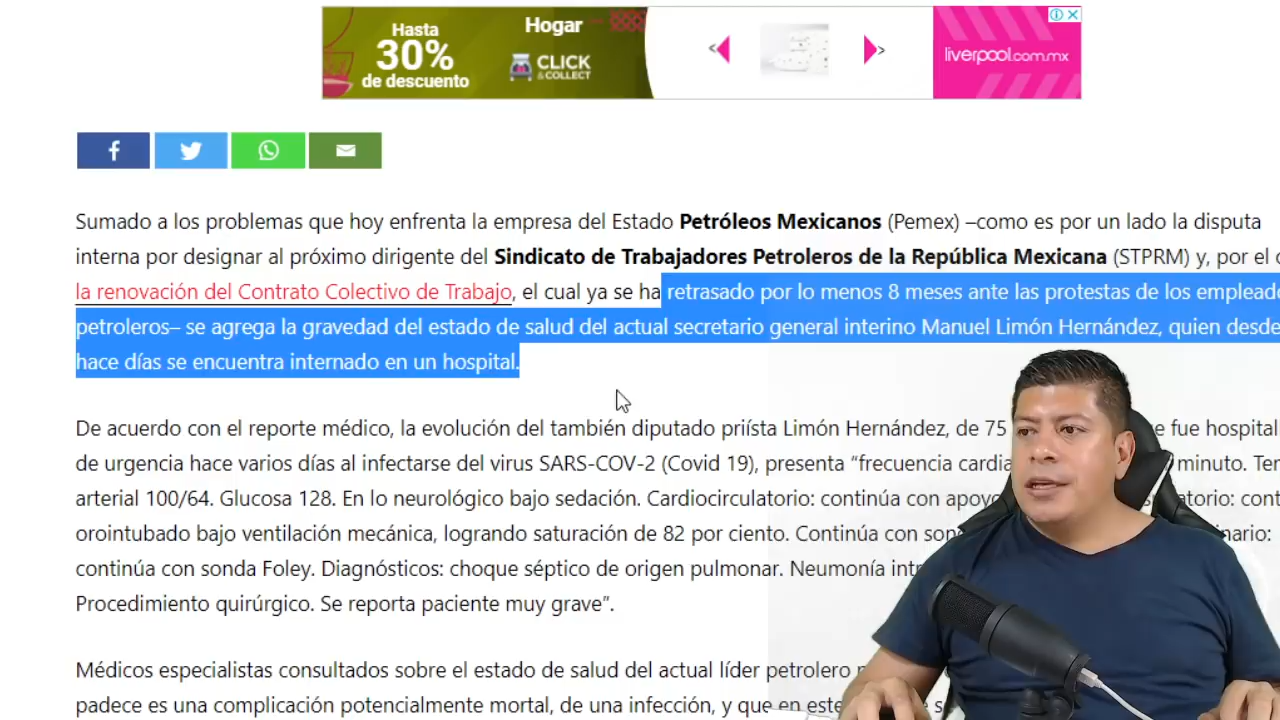 Hasta
30%
de descuento
Hogar
CLICK
& COLLECT
liverpool.com.mx
Sumado a los problemas que hoy enfrenta la empresa del Estado Petróleos Mexicanos (Pemex) –como es por un lado la disputa
interna por designar al próximo dirigente del Sindicato de Trabajadores Petroleros de la República Mexicana (STPRM) y, por el
la renovación del Contrato Colectivo de Trabajo, el cual ya se ha retrasado por lo menos 8 meses ante las protestas de los
petroleros– se agrega la gravedad del estado de salud del actual secretario general interino Manuel Limón Hernández, quien desde
hace días se encuentra internado en un hospital.
De acuerdo con el reporte médico, la evolución del también diputado priísta Limón Hernández, de 75 fue
de urgencia hace varios días al infectarse del virus SARS-COV-2 (Covid 19), presenta “frecuencia minuto.
arterial 100/64. Glucosa 128. En lo neurológico bajo sedación. Cardiocirculatorio: continúa con
orointubado bajo ventilación mecánica, logrando saturación de 82 por ciento. Continúa con
continúa con sonda Foley. Diagnósticos: choque séptico de origen pulmonar. Neumonía
Procedimiento quirúrgico. Se reporta paciente muy grave”.
Médicos especialistas consultados sobre el estado de salud del actual líder petrolero
padece es una complicación potencialmente mortal, de una infección, y que en